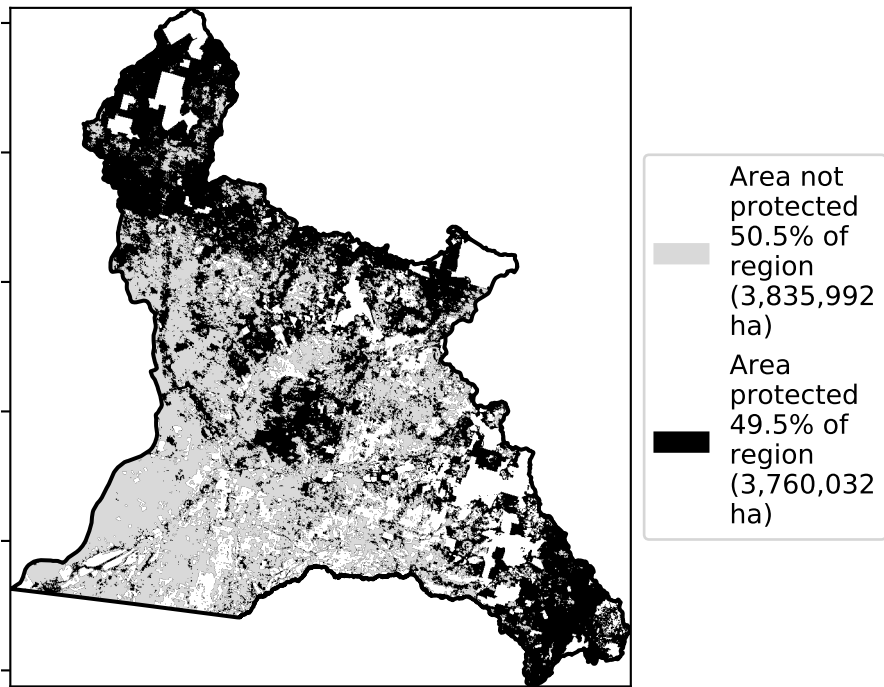 Area not
protected
50.5% of
region
(3,835,992
ha)
Area
protected
49.5% of
region
(3,760,032
ha)